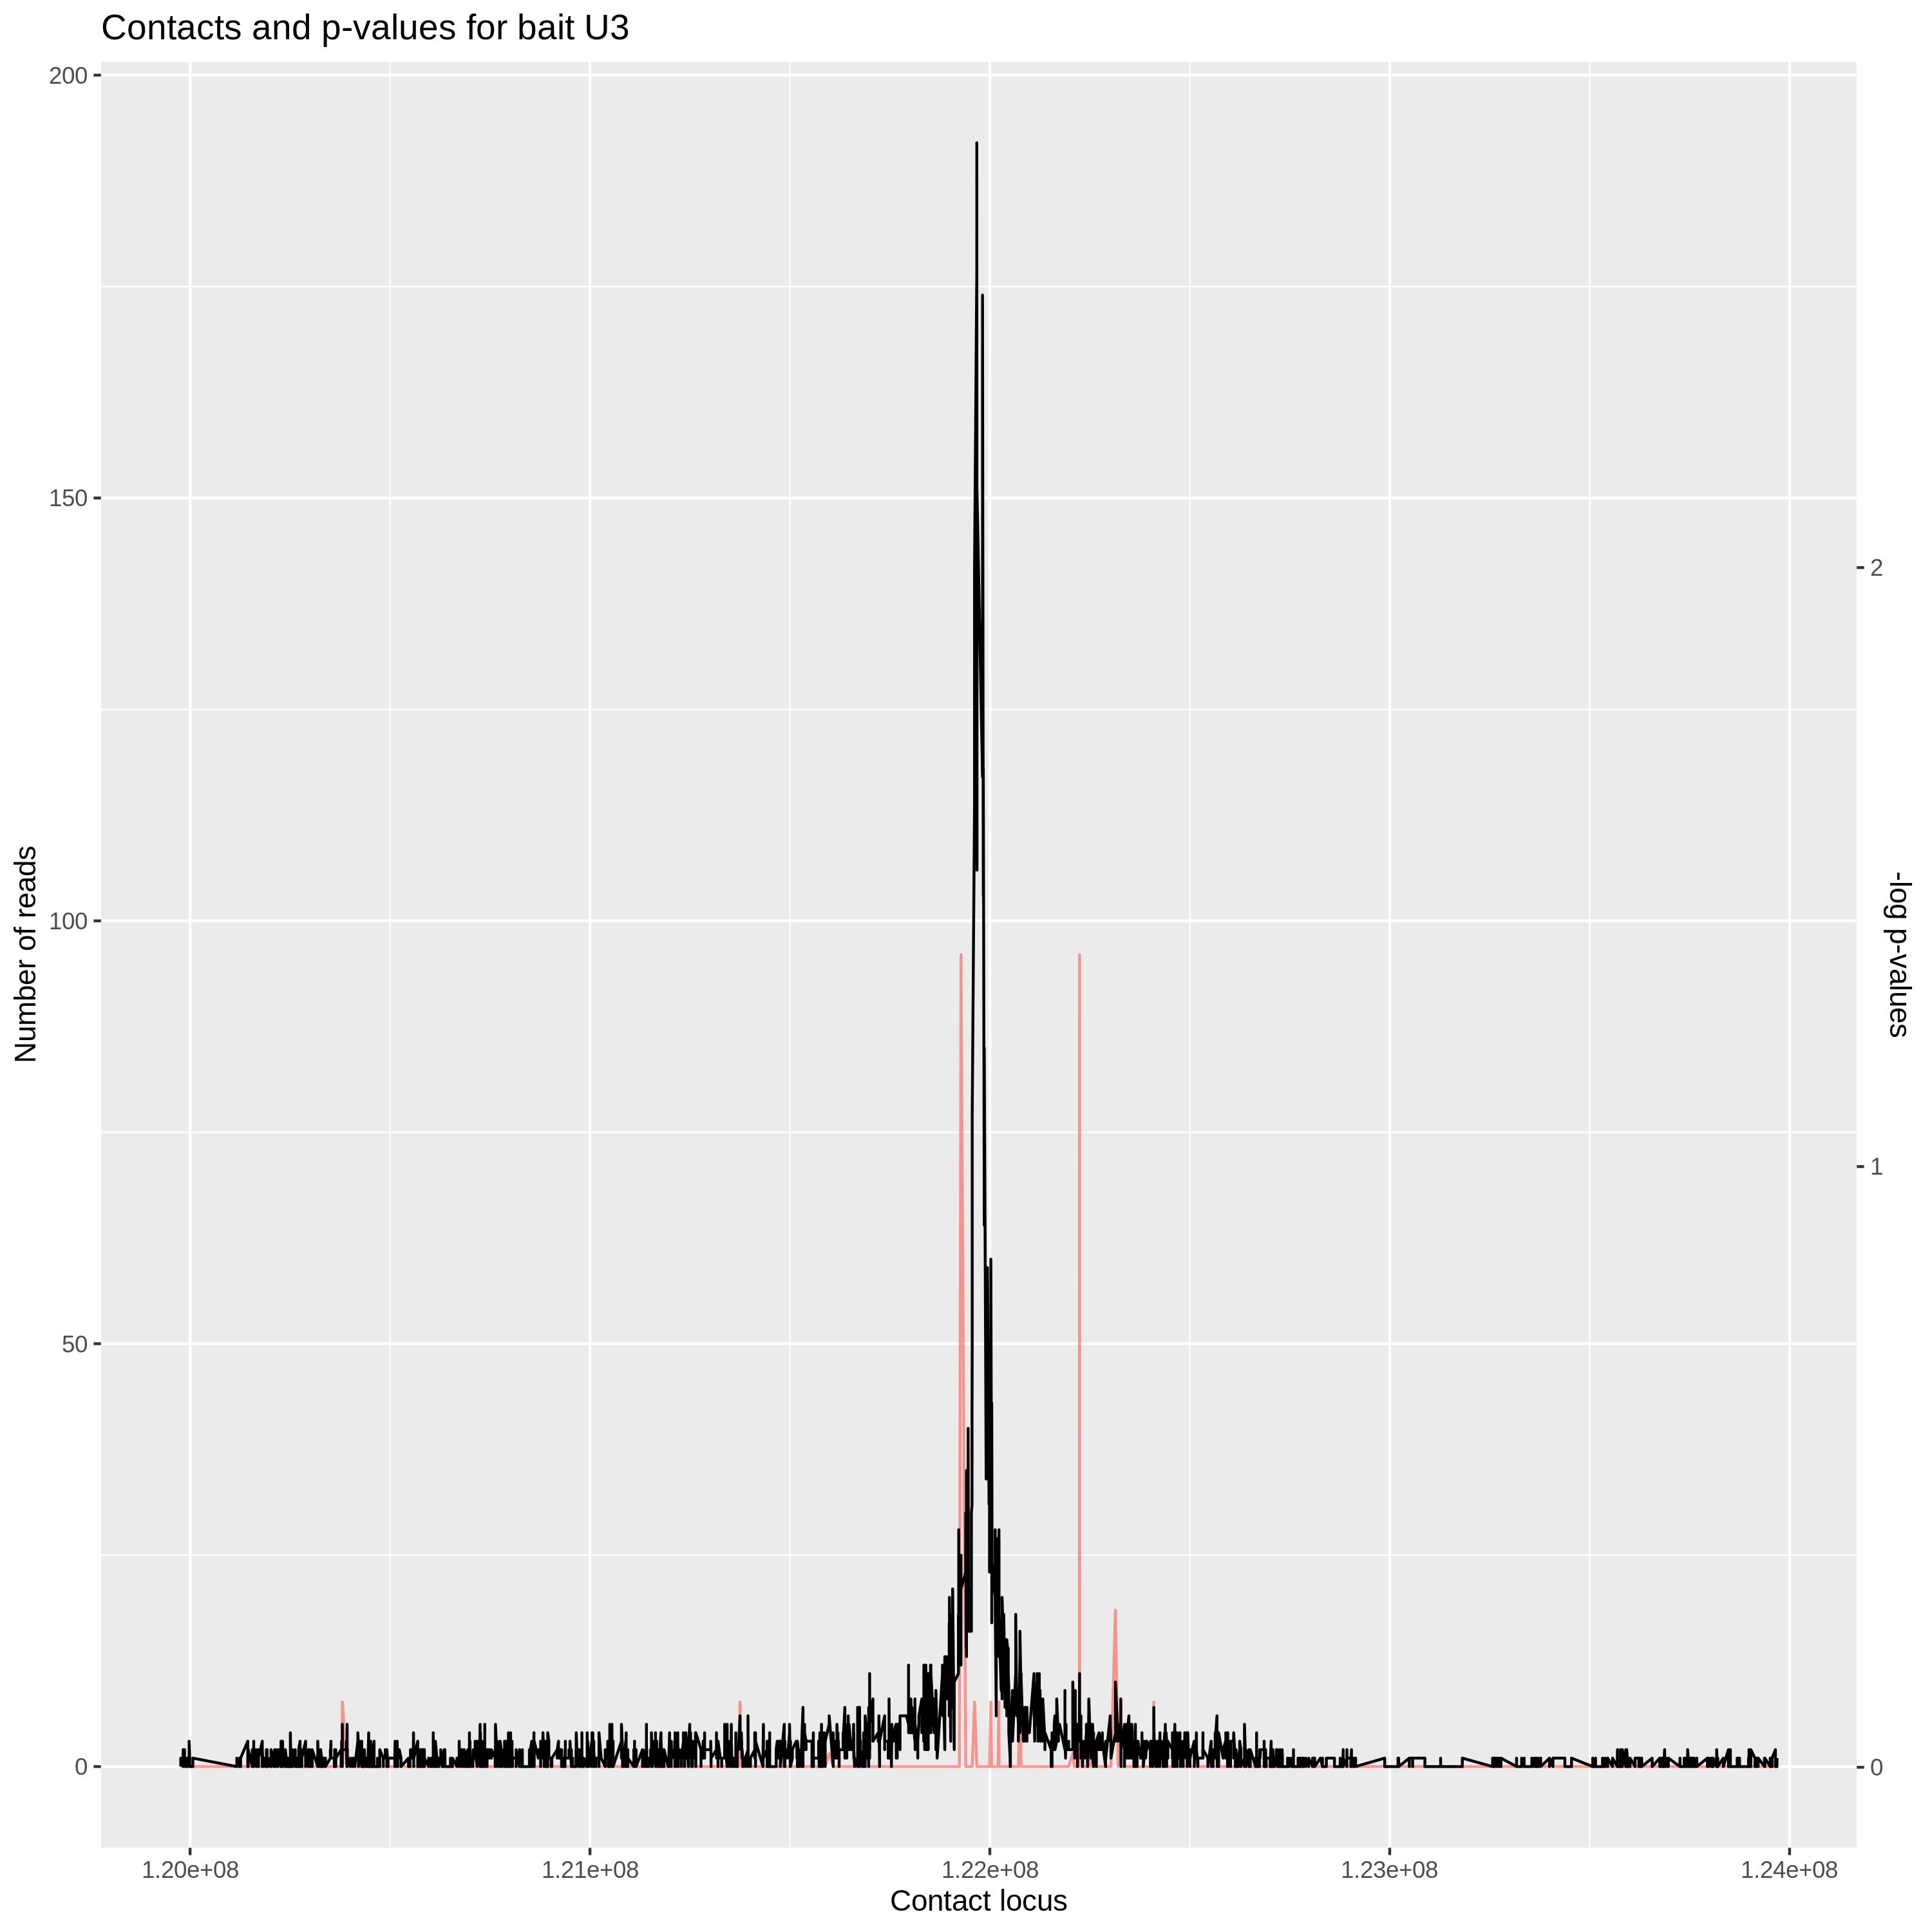 Contacts and p-values for bait U3
200
150
100
50
0
Number of reads
2
1
0
-log p-values
1.20e+08
1.21e+08
1.22e+08
1.23e+08
1.24e+08
Contact locus